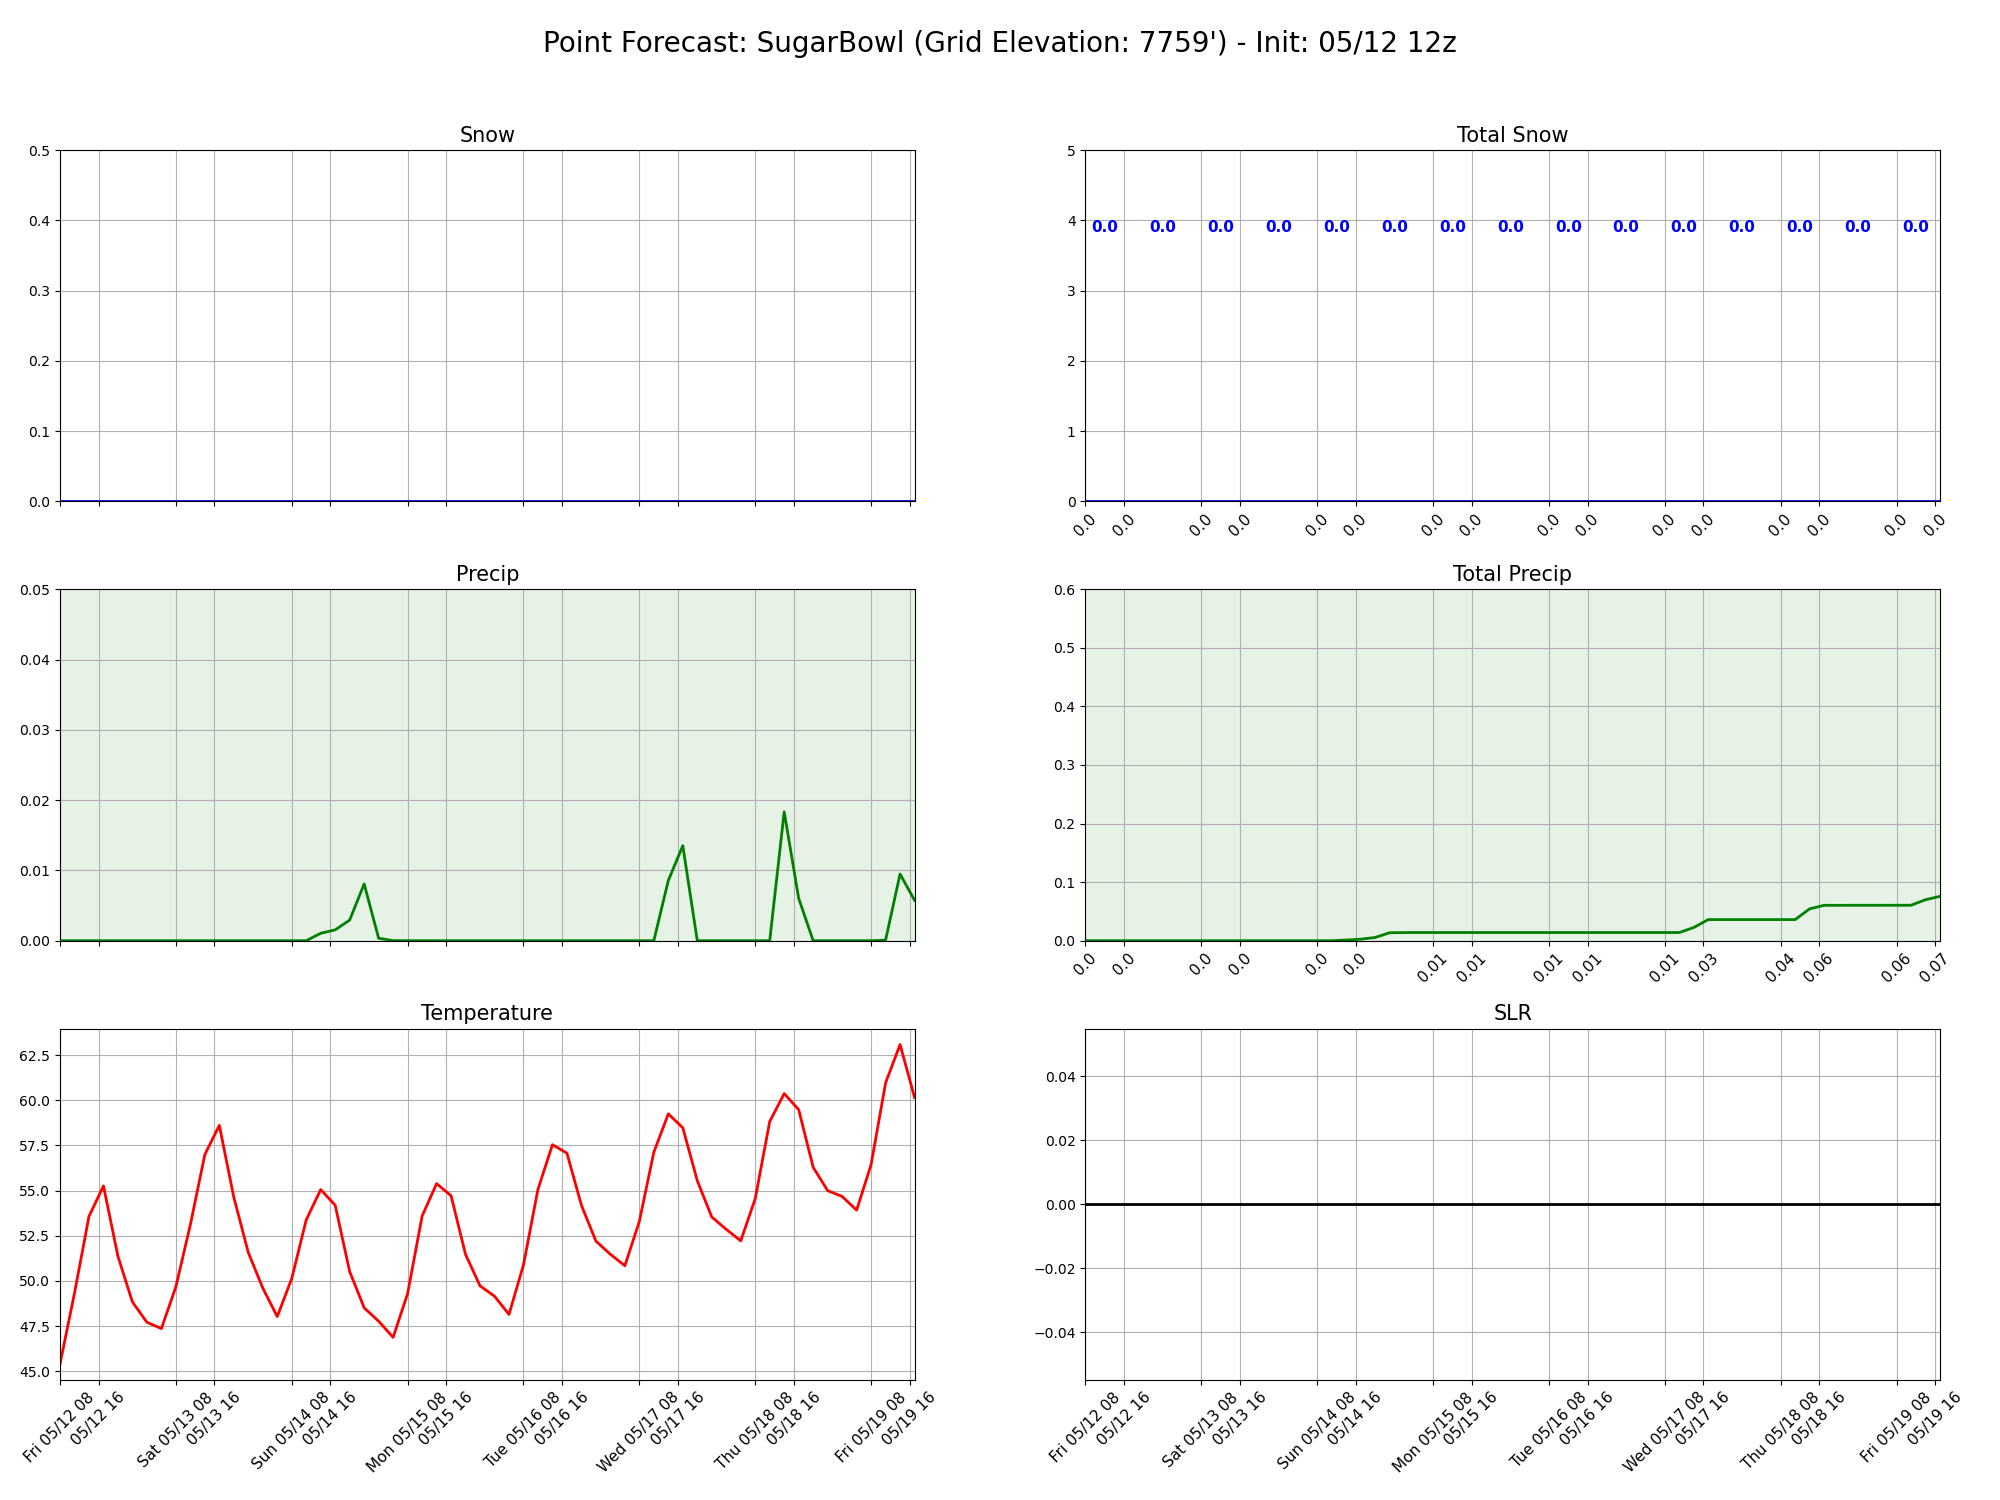 Point Forecast: SugarBowl (Grid Elevation: 7759') - Init: 05/12 12z
Snow
0.5
0.4
0.3
0.2
0.1
0.0
Total Snow
5
4
3
2
1
0
0.0 0.0 0.0 0.0 0.0 0.0 0.0 0.0 0.0 0.0 0.0 0.0 0.0 0.0 0.0
0.0 0.0 0.0 0.0 0.0 0.0 0.0 0.0 0.0 0.0 0.0 0.0 0.0 0.0 0.0 0.0
Precip
0.05
0.04
0.03
0.02
0.01
0.00
Total Precip
0.6
0.5
0.4
0.3
0.2
0.1
0.0
0.0 0.0 0.0 0.0 0.0 0.0 0.01 0.01 0.01 0.01 0.01 0.03 0.04 0.06 0.06 0.07
Temperature
62.5
60.0
57.5
55.0
52.5
50.0
47.5
45.0
Fri 05/12 08
05/12 16
Sat 05/13 08
05/13 16
Sun 05/14 08
05/14 16
Mon 05/15 08
05/15 16
Tue 05/16 08
05/16 16
Wed 05/17 08
05/17 16
Thu 05/18 08
05/18 16
Fri 05/19 08
05/19 16
SLR
0.04
0.02
0.00
−0.02
−0.04
Fri 05/12 08
05/12 16
Sat 05/13 08
05/13 16
Sun 05/14 08
05/14 16
Mon 05/15 08
05/15 16
Tue 05/16 08
05/16 16
Wed 05/17 08
05/17 16
Thu 05/18 08
05/18 16
Fri 05/19 08
05/19 16